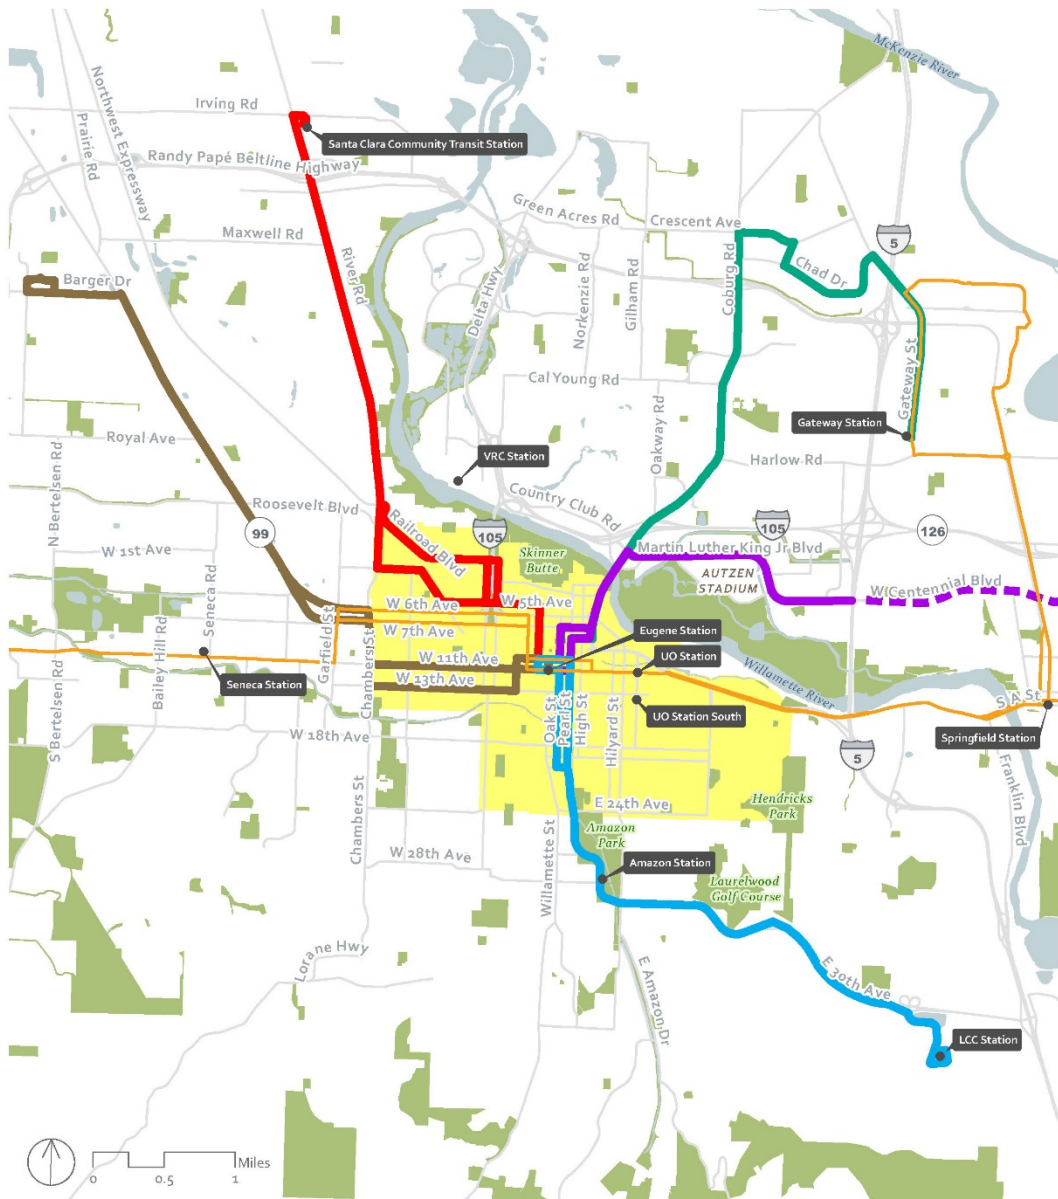 McKenzie River
Irving Rd
Northwest Expressway
Prairie Rd
Santa Clara Community Transit Station
Randy Papé Beltline Highway
Green Acres Rd
Crescent Ave
Maxwell Rd
5
River Rd
Delta Hwy
Norkenzie Rd
Gilham Rd
Coburg Rd
Chad Dr
Barger Dr
Gateway St
Cal Young Rd
Oakway Rd
Gateway Station
Royal Ave
N Bertelsen Rd
VRC Station
Harlow Rd
Roosevelt Blvd
Country Club Rd
Railroad Blvd
99
105
105
126
W 1st Ave
Skinner
Butte
Martin Luther King Jr Blvd
AUTZEN
STADIUM
W Centennial Blvd
Seneca Rd
W 6th Ave
W 5th Ave
W 7th Ave
Garfield St
Chambers St
Eugene Station
Bailey Hill Rd
W 11th Ave
UO Station
Willamette River
S Bertelsen Rd
Seneca Station
W 13th Ave
UO Station South
S A St
Oak St
Pearl St
High St
Hilyard St
W 18th Ave
Springfield Station
5
Franklin Blvd
E 24th Ave
Hendricks
Park
Chambers St
Willamette St
Amazon
Park
W 28th Ave
Amazon Station
Laurelwood
Golf Course
Lorane Hwy
E Amazon Dr
E 30th Ave
LCC Station
Miles
0 0.5 1